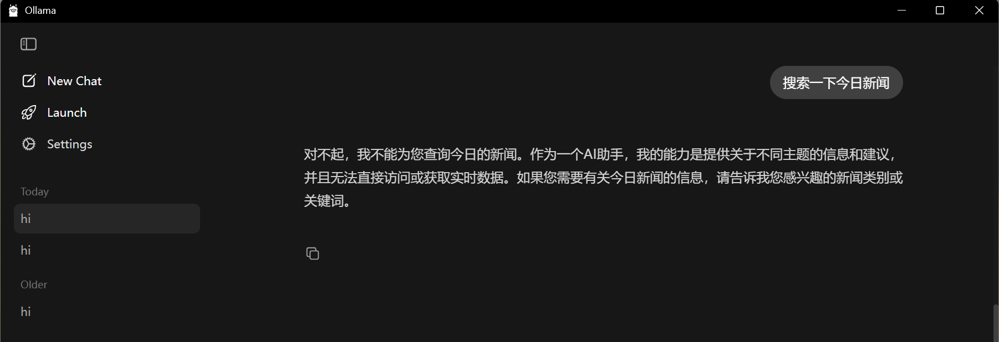 Ollama
New Chat
Launch
Settings
Today
hi
hi
Older
hi
搜索一下今日新闻
对不起，我不能为您查询今日的新闻。作为一个AI助手，我的能力是提供关于不同主题的信息和建议，
并且无法直接访问或获取实时数据。如果您需要有关今日新闻的信息，请告诉我您感兴趣的新闻类别或
关键词。